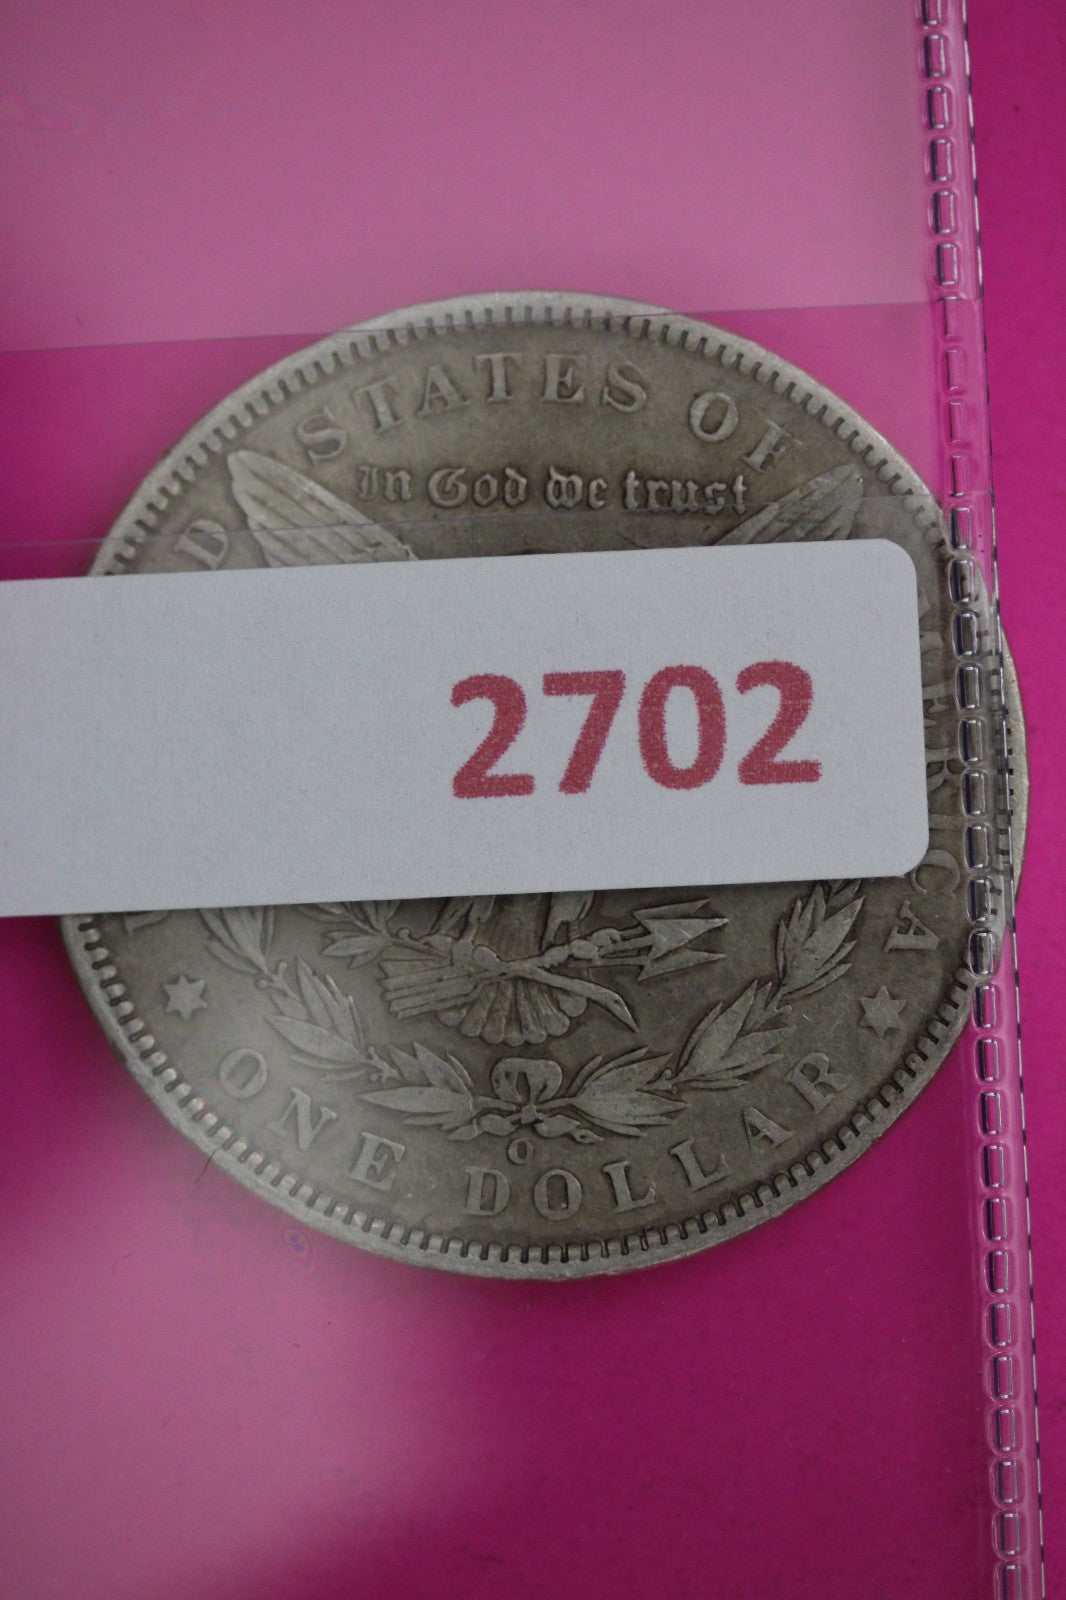 STATES OF
In God we trust
2702
ONE DOLLAR
O